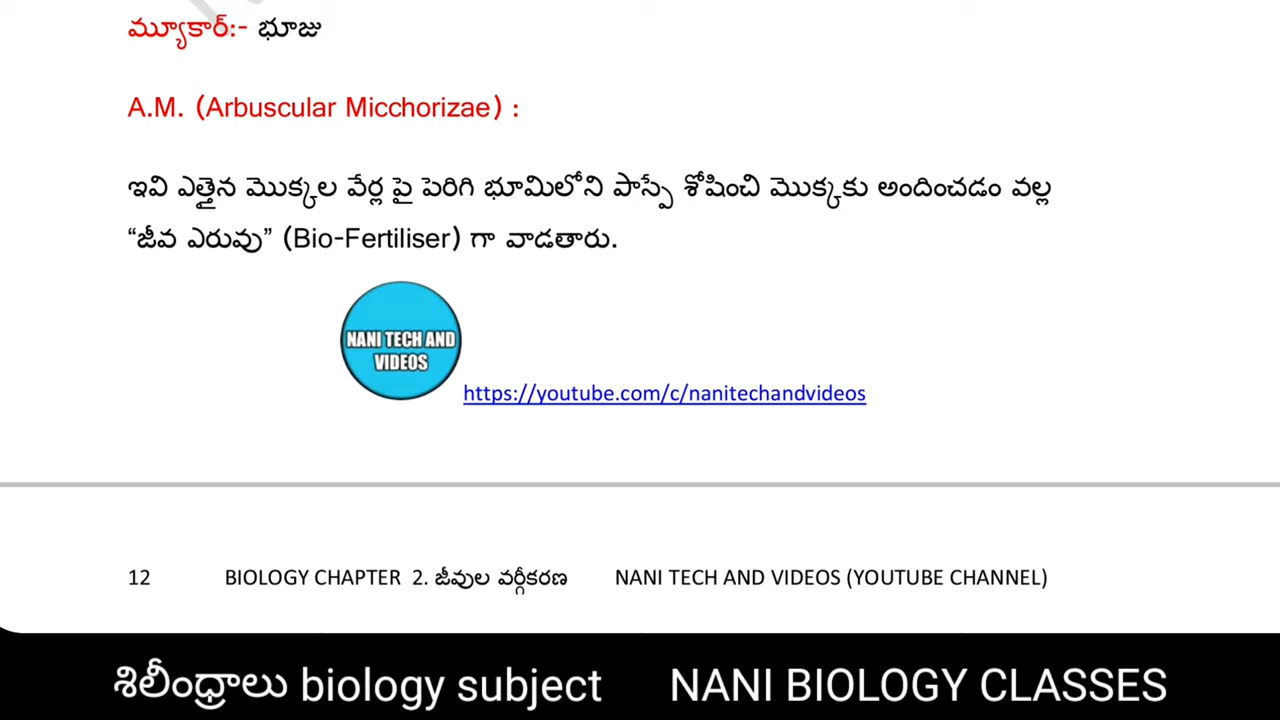 మ్యూకార్:- భూజు
A.M. (Arbuscular Micchorizae) :
ఇవి ఎత్తైన మొక్కల వేర్ల పై పెరిగి భూమిలోని పాస్ఫే శోషించి మొక్కకు అందించడం వల్ల
“జీవ ఎరువు” (Bio-Fertiliser) గా వాడతారు.
NANI TECH AND
VIDEOS
https://youtube.com/c/nanitechandvideos
12 BIOLOGY CHAPTER 2. జీవుల వర్గీకరణ NANI TECH AND VIDEOS (YOUTUBE CHANNEL)
శిలీంధ్రాలు biology subject NANI BIOLOGY CLASSES